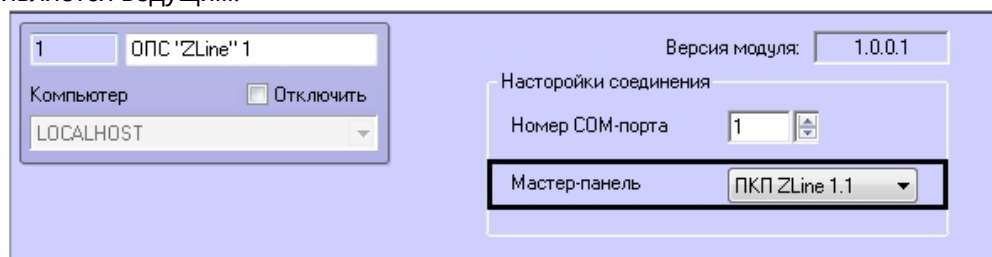 1 ОПС "ZLine" 1
Компьютер Отключить
LOCALHOST
Версия модуля: 1.0.0.1
Насторойки соединения
Номер COM-порта 1
Мастер-панель ПКП ZLine 1.1